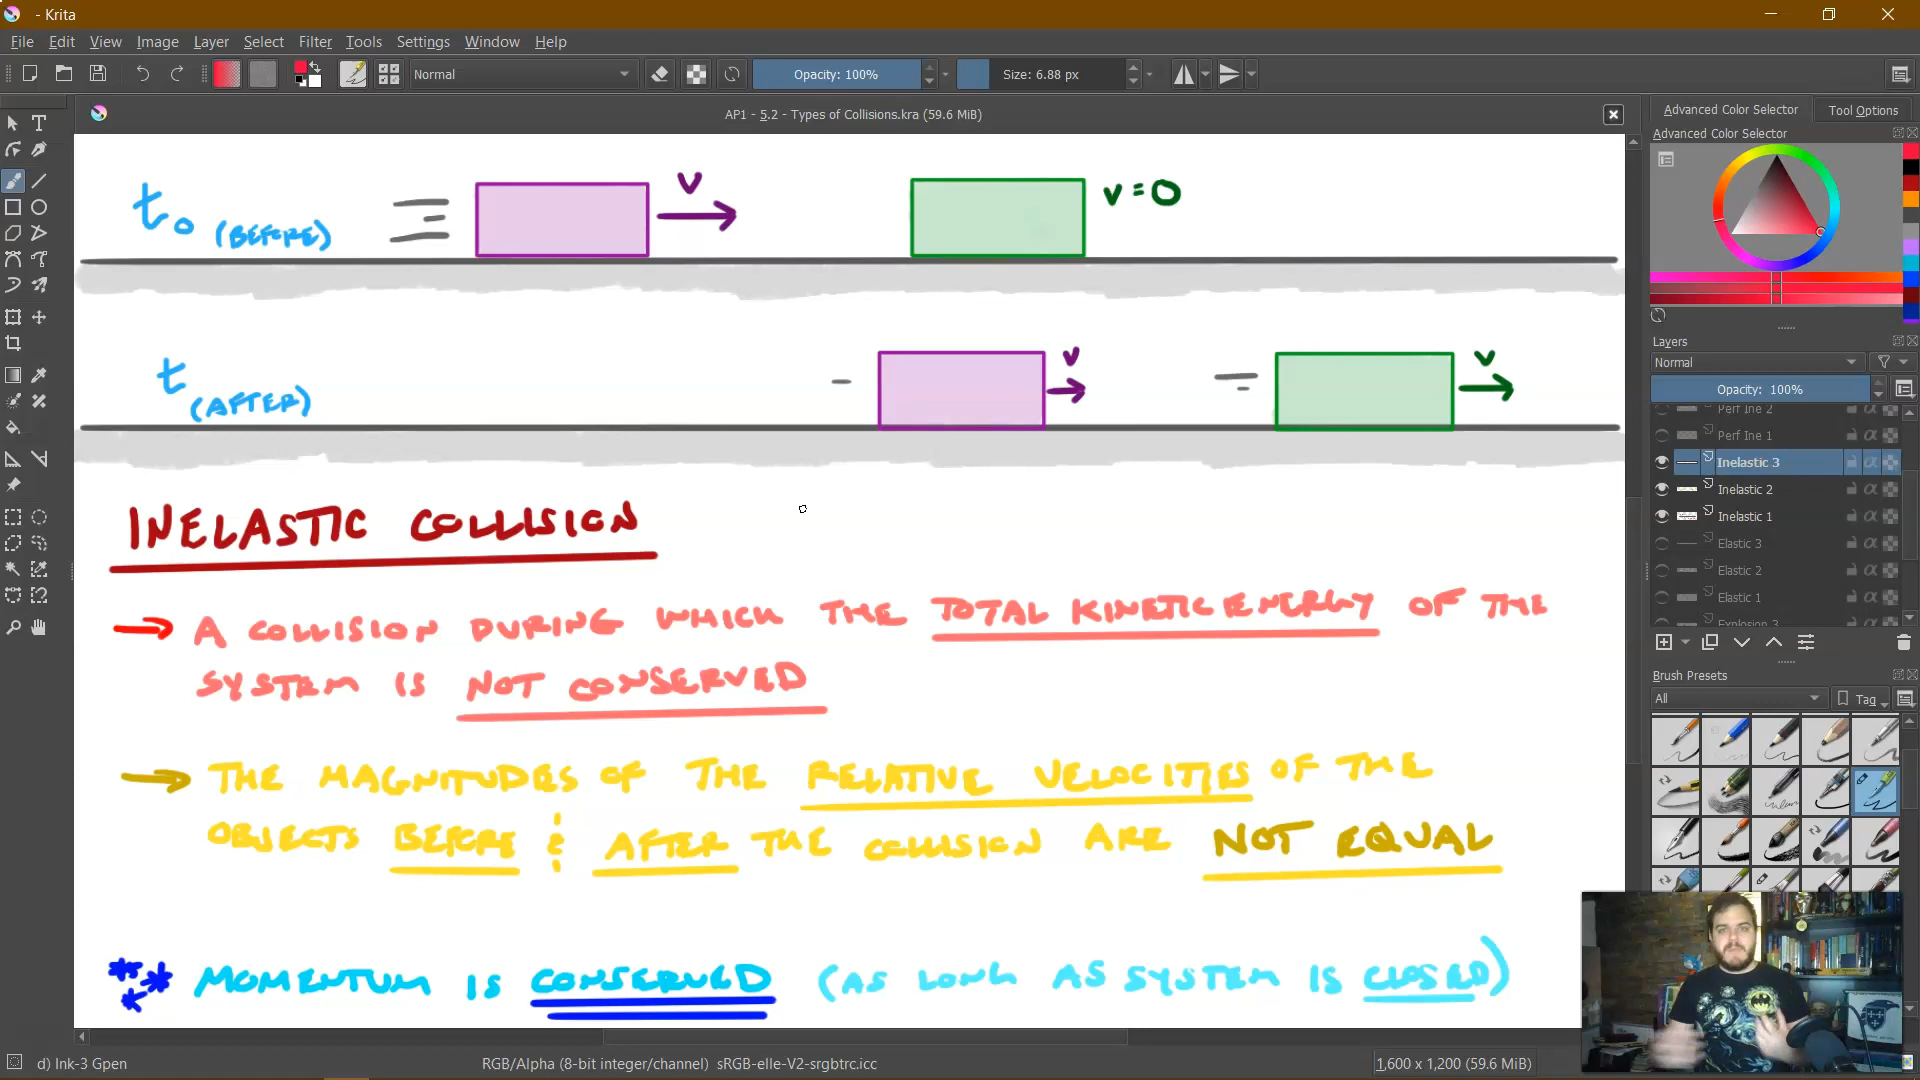 - Krita
File Edit View Image Layer Select Filter Tools Settings Window Help
Normal Opacity: 100% Size: 6.88 px
AP1 - 5.2 - Types of Collisions.kra (59.6 MiB)
Advanced Color Selector Tool Options
Advanced Color Selector
t₀ (BEFORE) v v = 0
t (AFTER) v v
INELASTIC COLLISION
A COLLISION DURING WHICH THE TOTAL KINETIC ENERGY OF THE
SYSTEM IS NOT CONSERVED
THE MAGNITUDES OF THE RELATIVE VELOCITIES OF THE
OBJECTS BEFORE & AFTER THE COLLISION ARE NOT EQUAL
*** MOMENTUM IS CONSERVED (AS LONG AS SYSTEM IS CLOSED)
Layers
Normal
Opacity: 100%
Perf Ine 2
Perf Ine 1
Inelastic 3
Inelastic 2
Inelastic 1
Elastic 3
Elastic 2
Elastic 1
Explosion 3
Brush Presets
All Tag
d) Ink-3 Gpen RGB/Alpha (8-bit integer/channel) sRGB-elle-V2-srgbtrc.icc 1,600 x 1,200 (59.6 MiB)